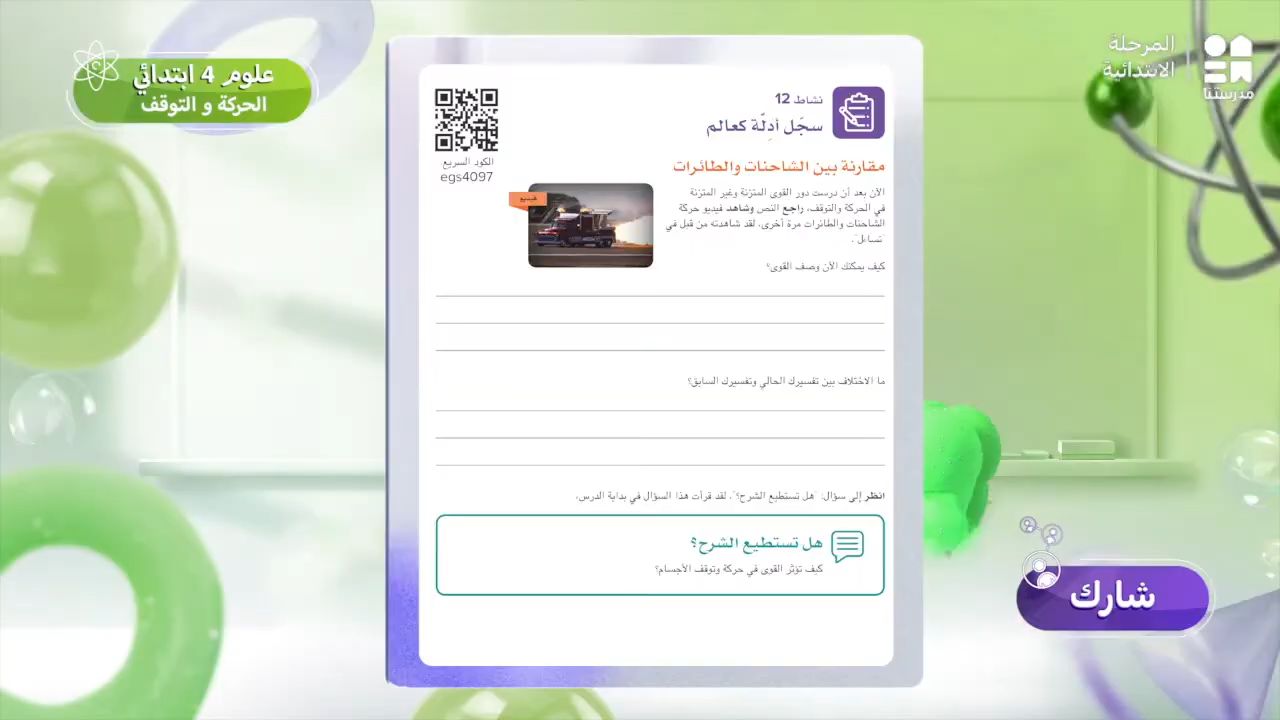 المرحلة
الابتدائية
مدرستنا
علوم 4 ابتدائي
الحركة و التوقف
نشاط 12
سجّل أدِلّة كعالم
الكود السريع
egs4097
مقارنة بين الشاحنات والطائرات
فيديو
الآن بعد أن درست دور القوى المتزنة وغير المتزنة
في الحركة والتوقف، راجع النص وشاهد فيديو حركة
الشاحنات والطائرات مرة أخرى. لقد شاهدته من قبل في
"تساءل".
كيف يمكنك الآن وصف القوى؟
ما الاختلاف بين تفسيرك الحالي وتفسيرك السابق؟
انظر إلى سؤال: "هل تستطيع الشرح؟". لقد قرأت هذا السؤال في بداية الدرس.
هل تستطيع الشرح؟
كيف تؤثر القوى في حركة وتوقف الأجسام؟
شارك